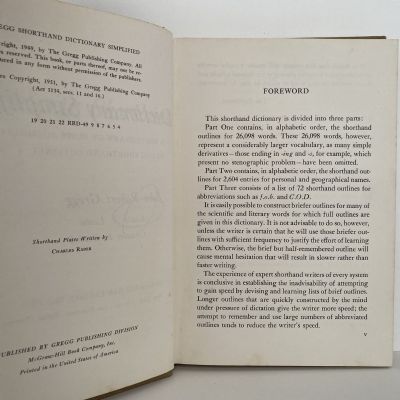 GREGG SHORTHAND DICTIONARY SIMPLIFIED
Copyright, 1949, by The Gregg Publishing Company. All
rights reserved. This book, or parts thereof, may not be re-
produced in any form without permission of the publishers.
Copyright, 1951, by The Gregg Publishing Company
(Act 1134, secs. 11 and 16.)
19 20 21 22 RRD-49 9 8 7 6 5 4
Shorthand Plates Written by
CHARLES RADER
PUBLISHED BY GREGG PUBLISHING DIVISION
McGraw-Hill Book Company, Inc.
Printed in the United States of America
FOREWORD
This shorthand dictionary is divided into three parts:
Part One contains, in alphabetic order, the shorthand
outlines for 26,098 words. These 26,098 words, however,
represent a considerably larger vocabulary, as many simple
derivatives—those ending in -ing and -s, for example, which
present no stenographic problem—have been omitted.
Part Two contains, in alphabetic order, the shorthand out-
lines for 2,604 entries for personal and geographical names.
Part Three consists of a list of 72 shorthand outlines for
abbreviations such as f.o.b. and C.O.D.
It is easily possible to construct briefer outlines for many of
the scientific and literary words for which full outlines are
given in this dictionary. It is not advisable to do so, however,
unless the writer is certain that he will use those briefer out-
lines with sufficient frequency to justify the effort of learning
them. Otherwise, the brief but half-remembered outline will
cause mental hesitation that will result in slower rather than
faster writing.
The experience of expert shorthand writers of every system
is conclusive in establishing the inadvisability of attempting
to gain speed by devising and learning lists of brief outlines.
Longer outlines that are quickly constructed by the mind
under pressure of dictation give the writer more speed; the
attempt to remember and use large numbers of abbreviated
outlines tends to reduce the writer's speed.
v